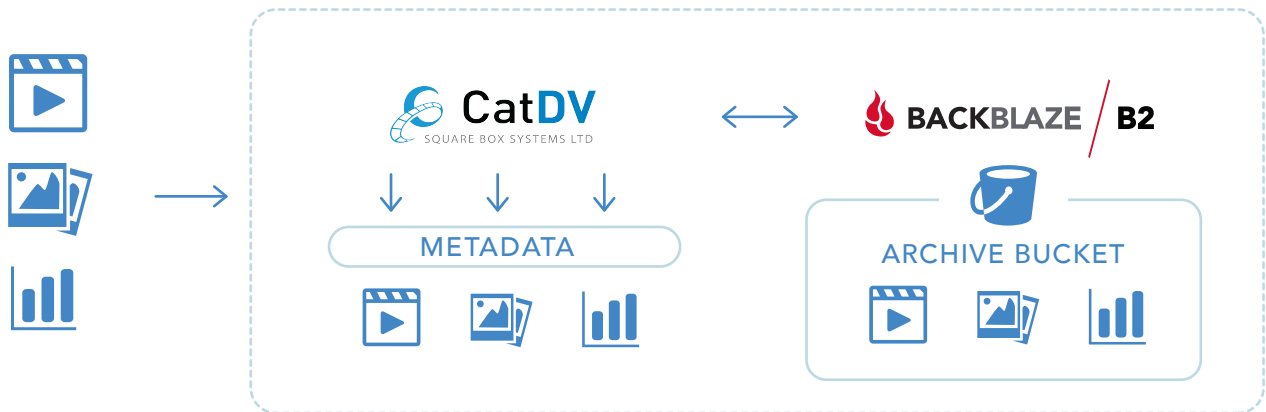 CatDV
SQUARE BOX SYSTEMS LTD
BACKBLAZE / B2
METADATA
ARCHIVE BUCKET